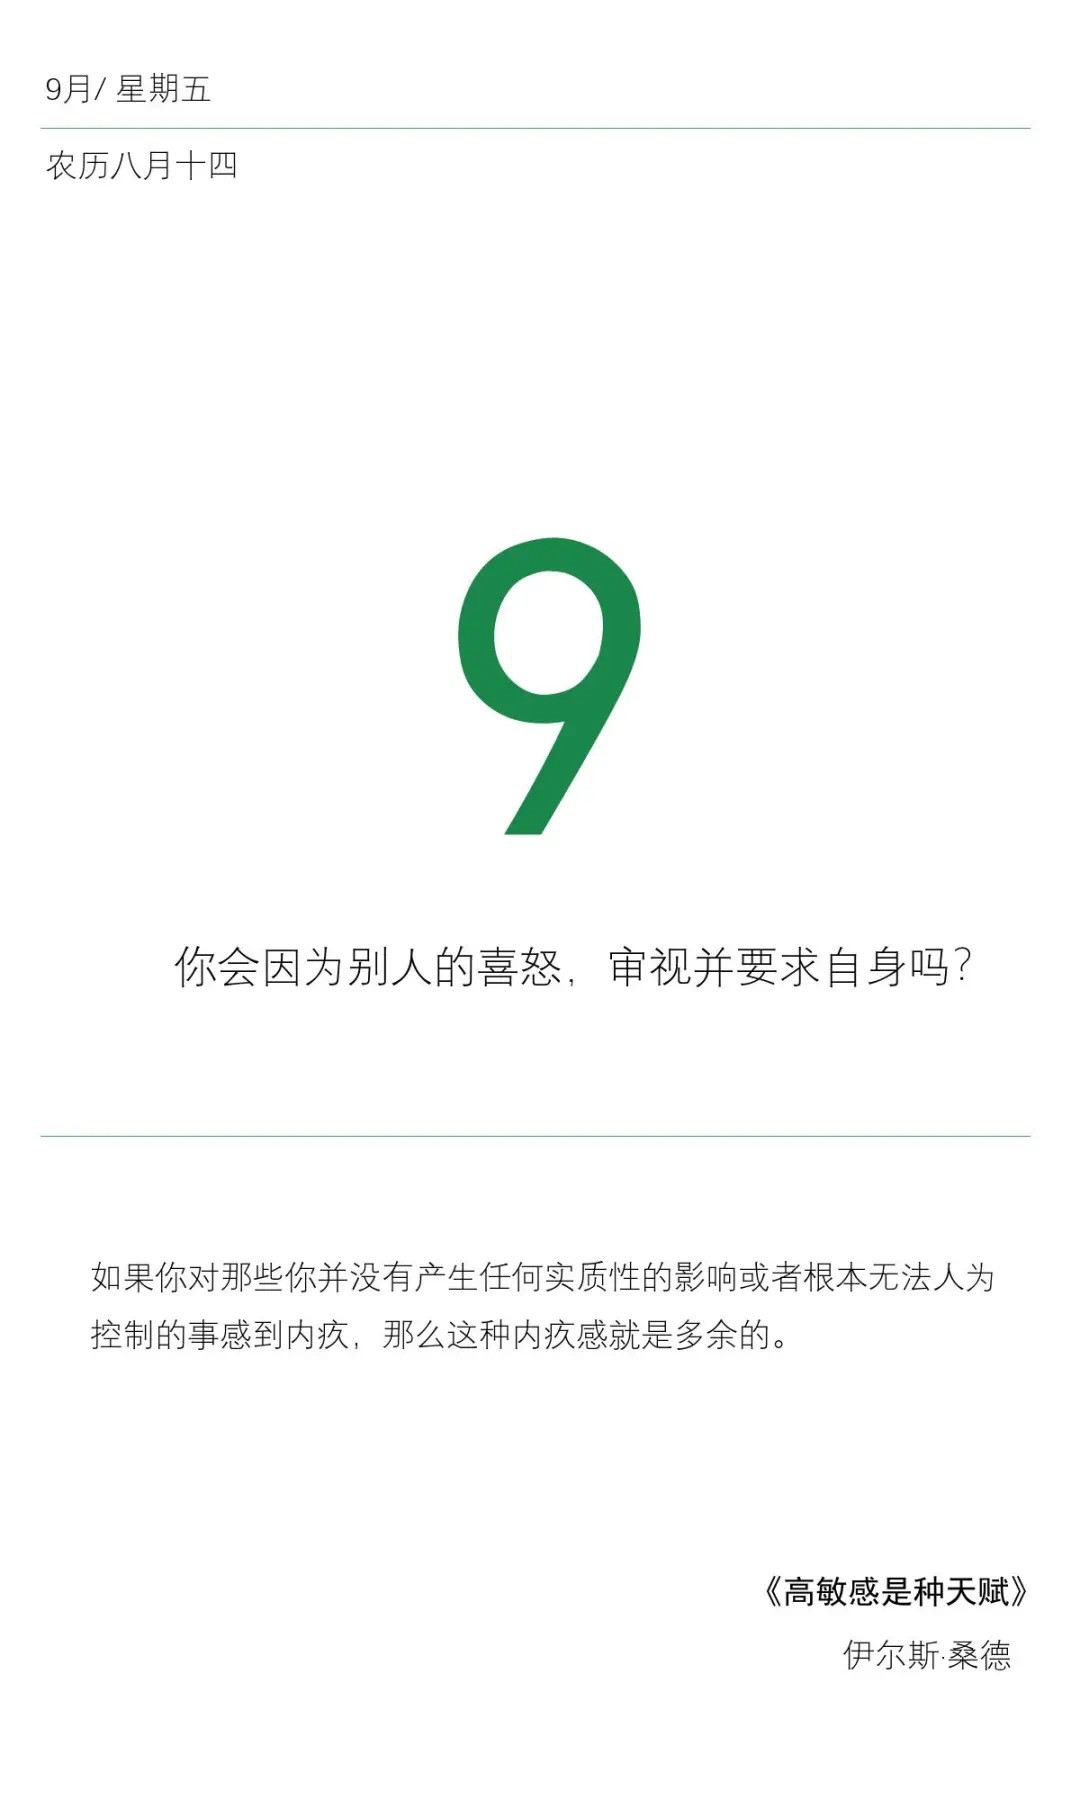 9月/ 星期五
农历八月十四
9
你会因为别人的喜怒，审视并要求自身吗？
如果你对那些你并没有产生任何实质性的影响或者根本无法人为
控制的事感到内疚，那么这种内疚感就是多余的。
《高敏感是种天赋》
伊尔斯·桑德